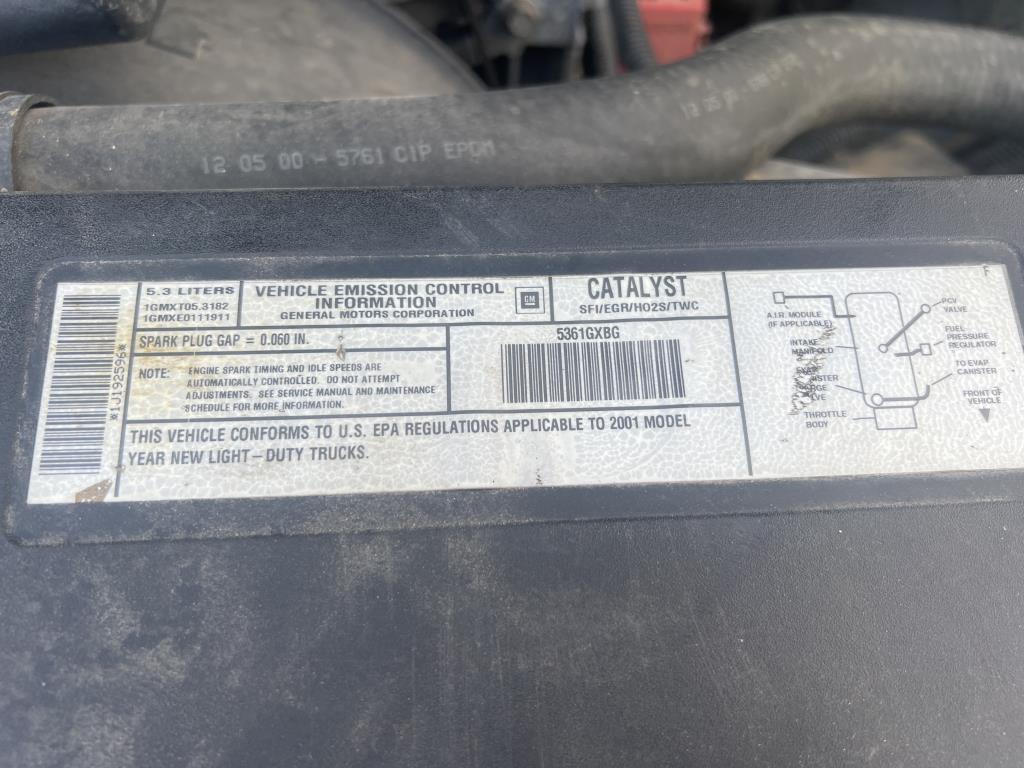 12 05 00 - 5761 CIP EPDM
12 05
5.3 LITERS
1GMXT05.3182
1GMXE0111911
VEHICLE EMISSION CONTROL
INFORMATION
GENERAL MOTORS CORPORATION
GM
CATALYST
SFI/EGR/HO2S/TWC
SPARK PLUG GAP = 0.060 IN.
NOTE: ENGINE SPARK TIMING AND IDLE SPEEDS ARE
AUTOMATICALLY CONTROLLED. DO NOT ATTEMPT
ADJUSTMENTS. SEE SERVICE MANUAL AND MAINTENANCE
SCHEDULE FOR MORE INFORMATION.
5361GXBG
THIS VEHICLE CONFORMS TO U.S. EPA REGULATIONS APPLICABLE TO 2001 MODEL
YEAR NEW LIGHT-DUTY TRUCKS.
*1J192596*
F
A.I.R. MODULE
(IF APPLICABLE)
INTAKE
MANIFOLD
THROTTLE
BODY
PCV
VALVE
FUEL
PRESSURE
REGULATOR
TO EVAP
CANISTER
FRONT OF
VEHICLE